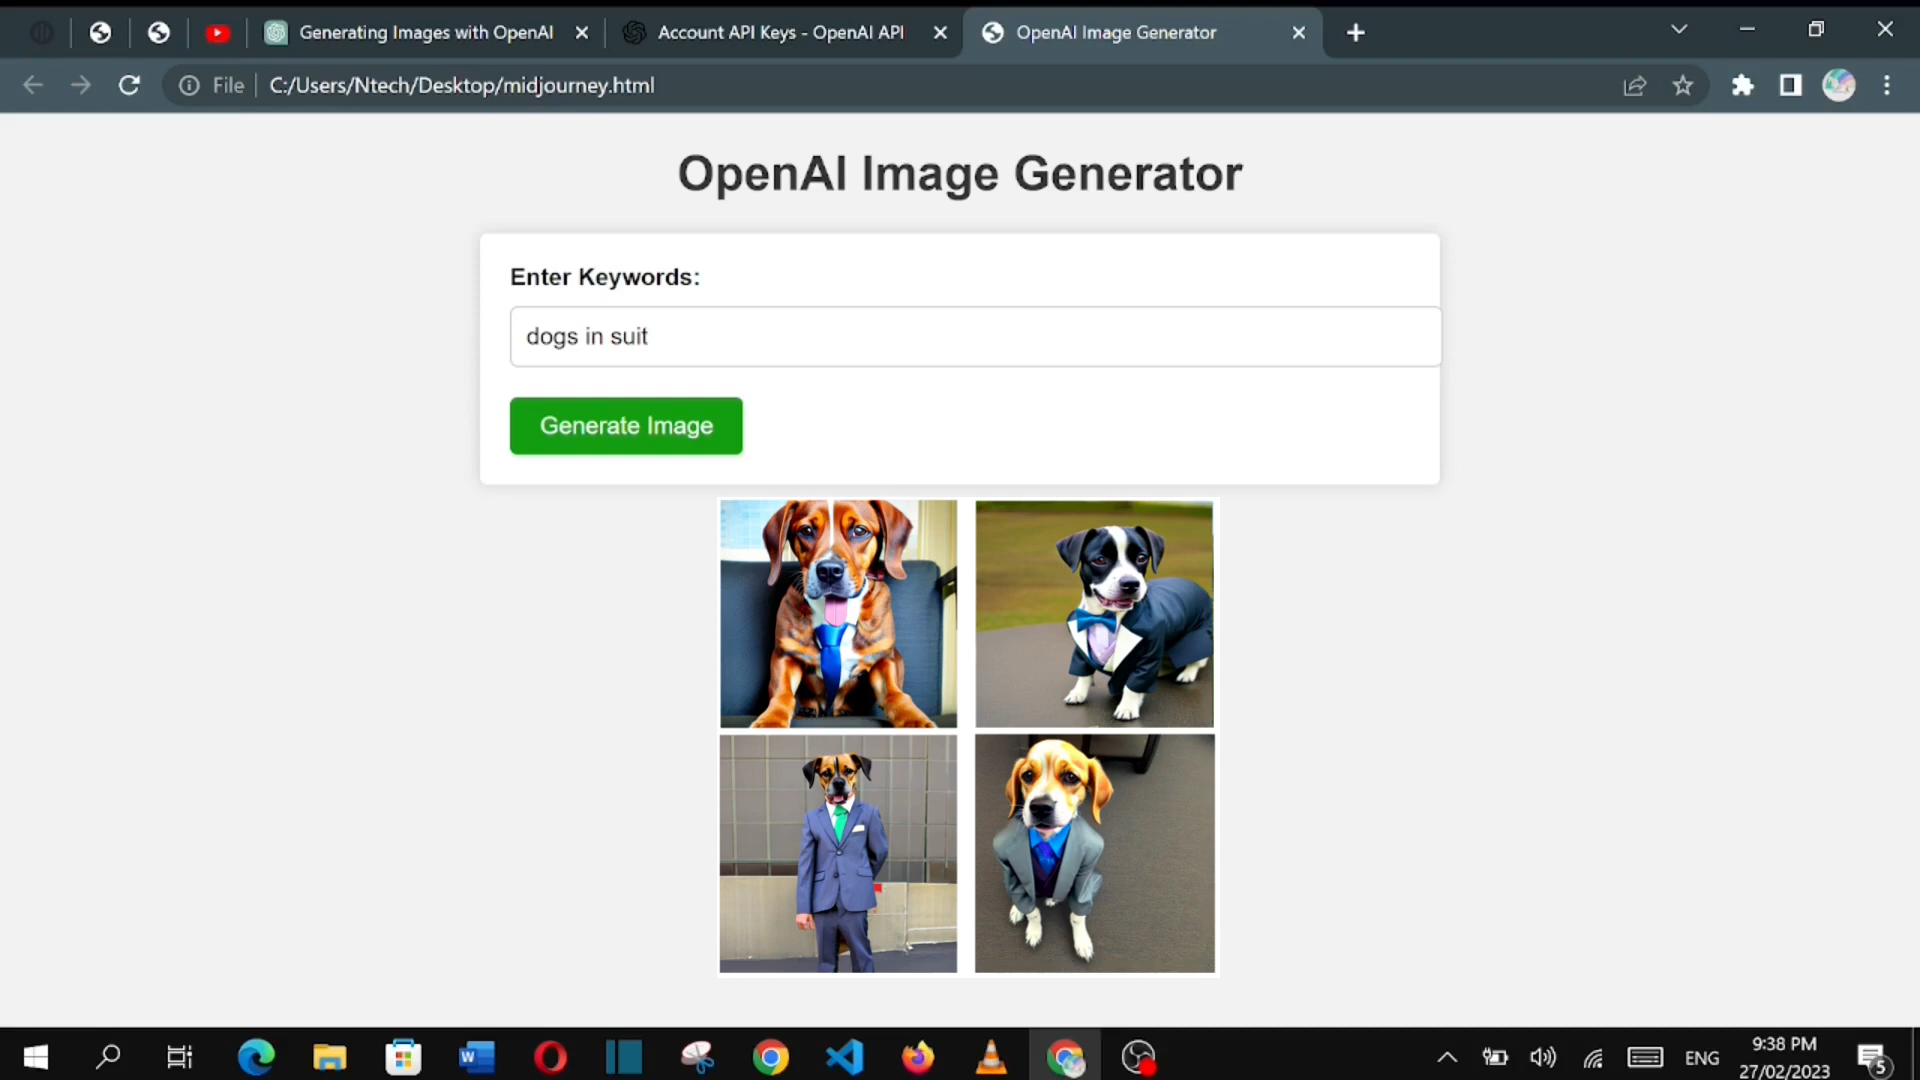 Generating Images with OpenAI
Account API Keys - OpenAI API
OpenAI Image Generator
File
C:/Users/Ntech/Desktop/midjourney.html
OpenAI Image Generator
Enter Keywords:
dogs in suit
Generate Image
W
ENG
9:38 PM
27/02/2023
5